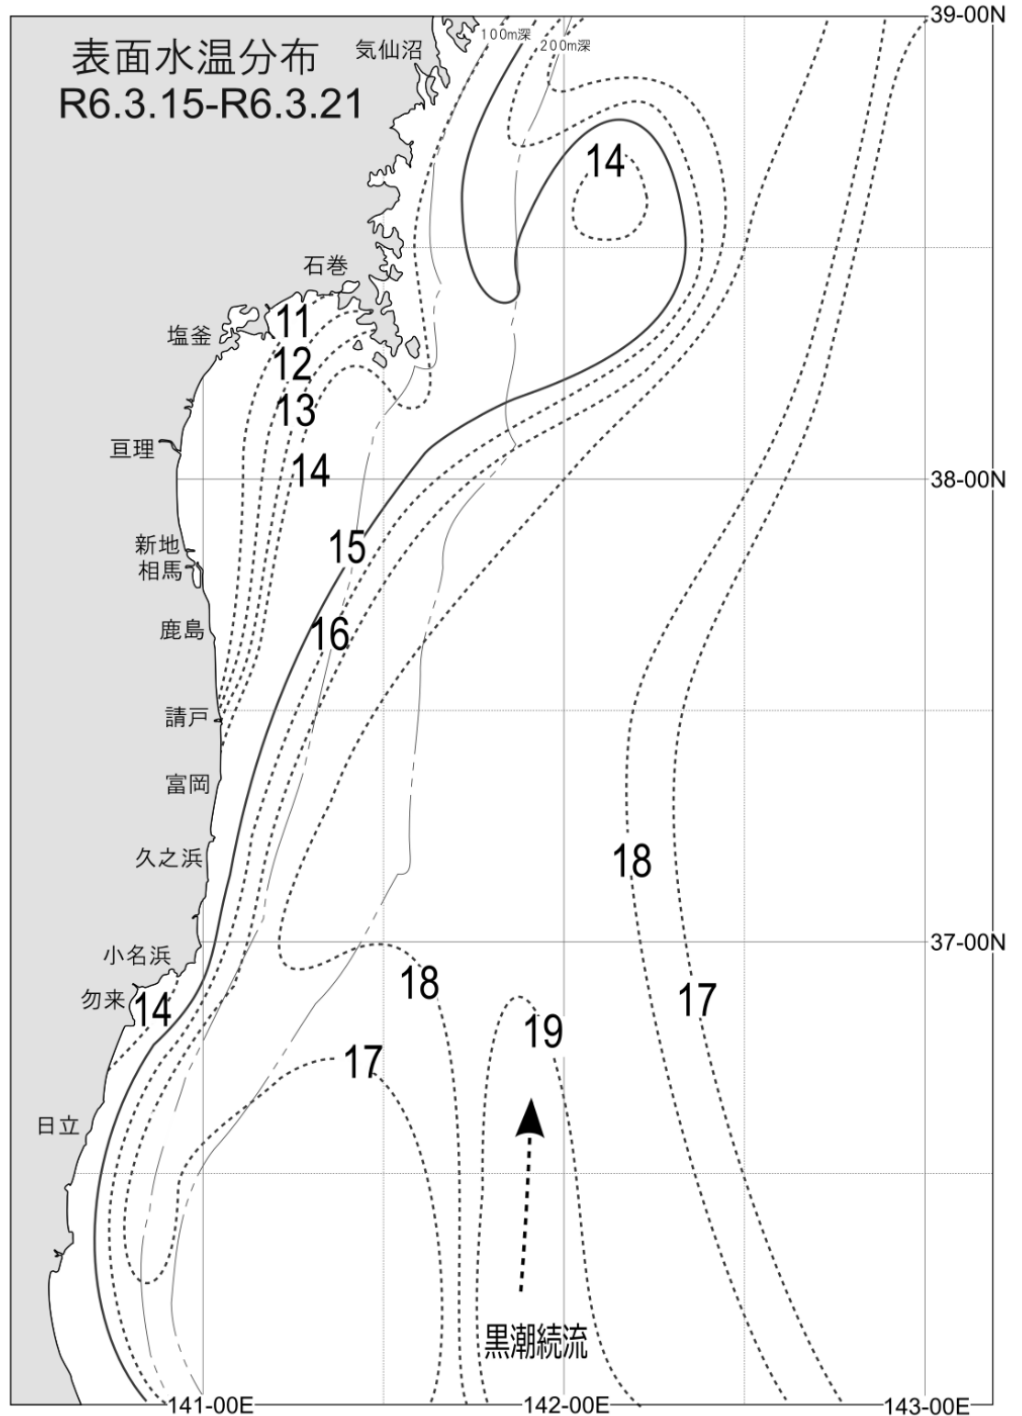 39-00N
100m深
200m深
気仙沼
表面水温分布
R6.3.15-R6.3.21
14
石巻
11
塩釜
12
13
亘理
14
38-00N
15
新地
相馬
16
鹿島
請戸
富岡
久之浜
18
37-00N
小名浜
18
勿来
14
17
19
17
日立
黒潮続流
141-00E
142-00E
143-00E